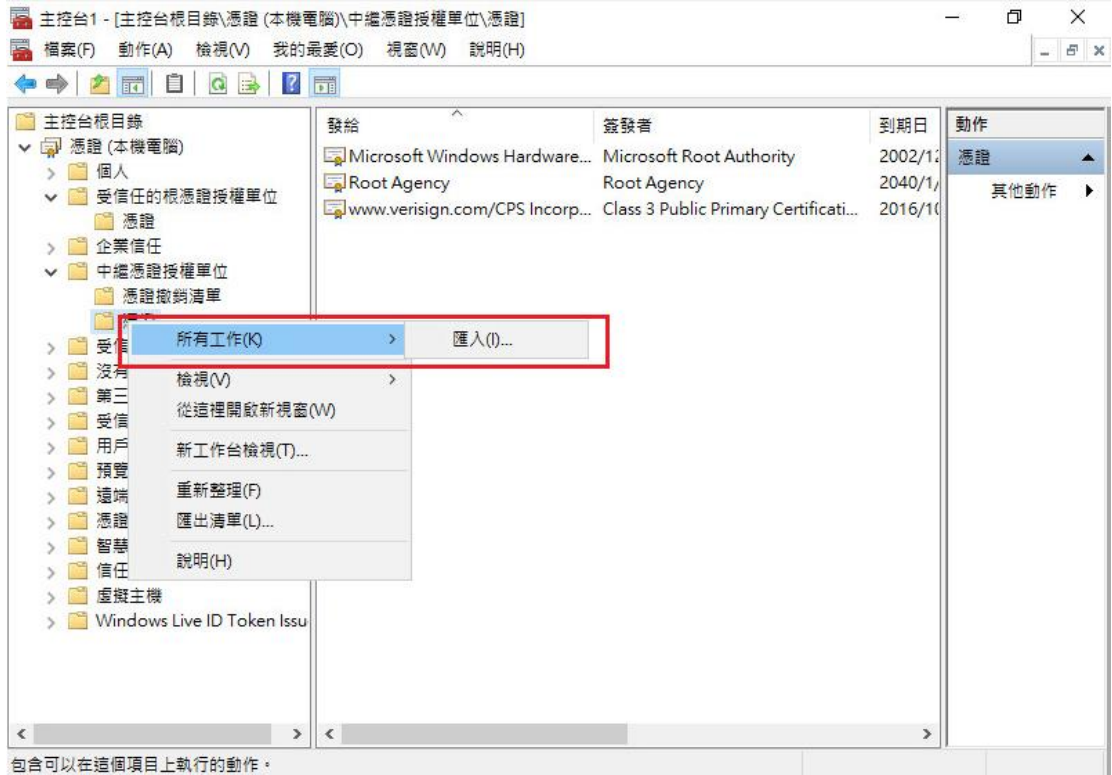 主控台1 - [主控台根目錄\憑證 (本機電腦)\中繼憑證授權單位\憑證]
檔案(F) 動作(A) 檢視(V) 我的最愛(O) 視窗(W) 說明(H)
主控台根目錄
憑證 (本機電腦)
個人
受信任的根憑證授權單位
憑證
企業信任
中繼憑證授權單位
憑證撤銷清單
受信
沒有
第三
受信
用戶
預覽
遠端
憑證
智慧
信任
虛擬主機
Windows Live ID Token Issu
所有工作(K)
匯入(I)...
檢視(V)
從這裡開啟新視窗(W)
新工作台檢視(T)...
重新整理(F)
匯出清單(L)...
說明(H)
發給 簽發者 到期日
Microsoft Windows Hardware... Microsoft Root Authority 2002/12
Root Agency Root Agency 2040/1/
www.verisign.com/CPS Incorp... Class 3 Public Primary Certificati... 2016/10
動作
憑證
其他動作
包含可以在這個項目上執行的動作。